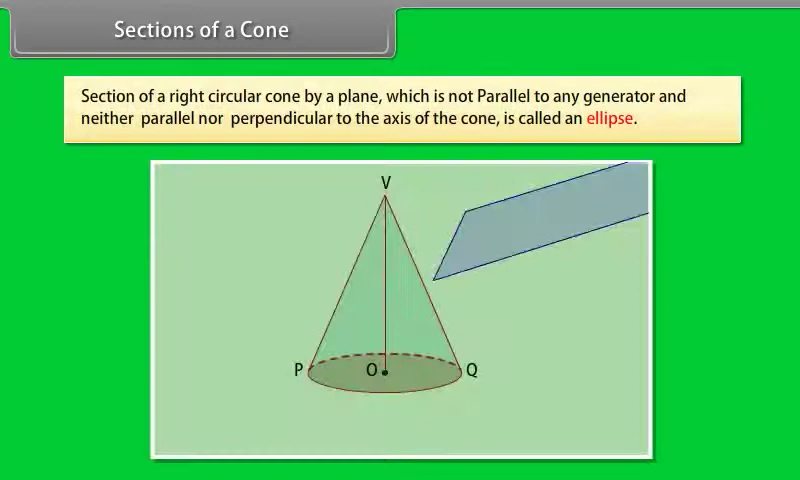 Sections of a Cone
Section of a right circular cone by a plane, which is not Parallel to any generator and
neither parallel nor perpendicular to the axis of the cone, is called an ellipse.
V
P
O
Q